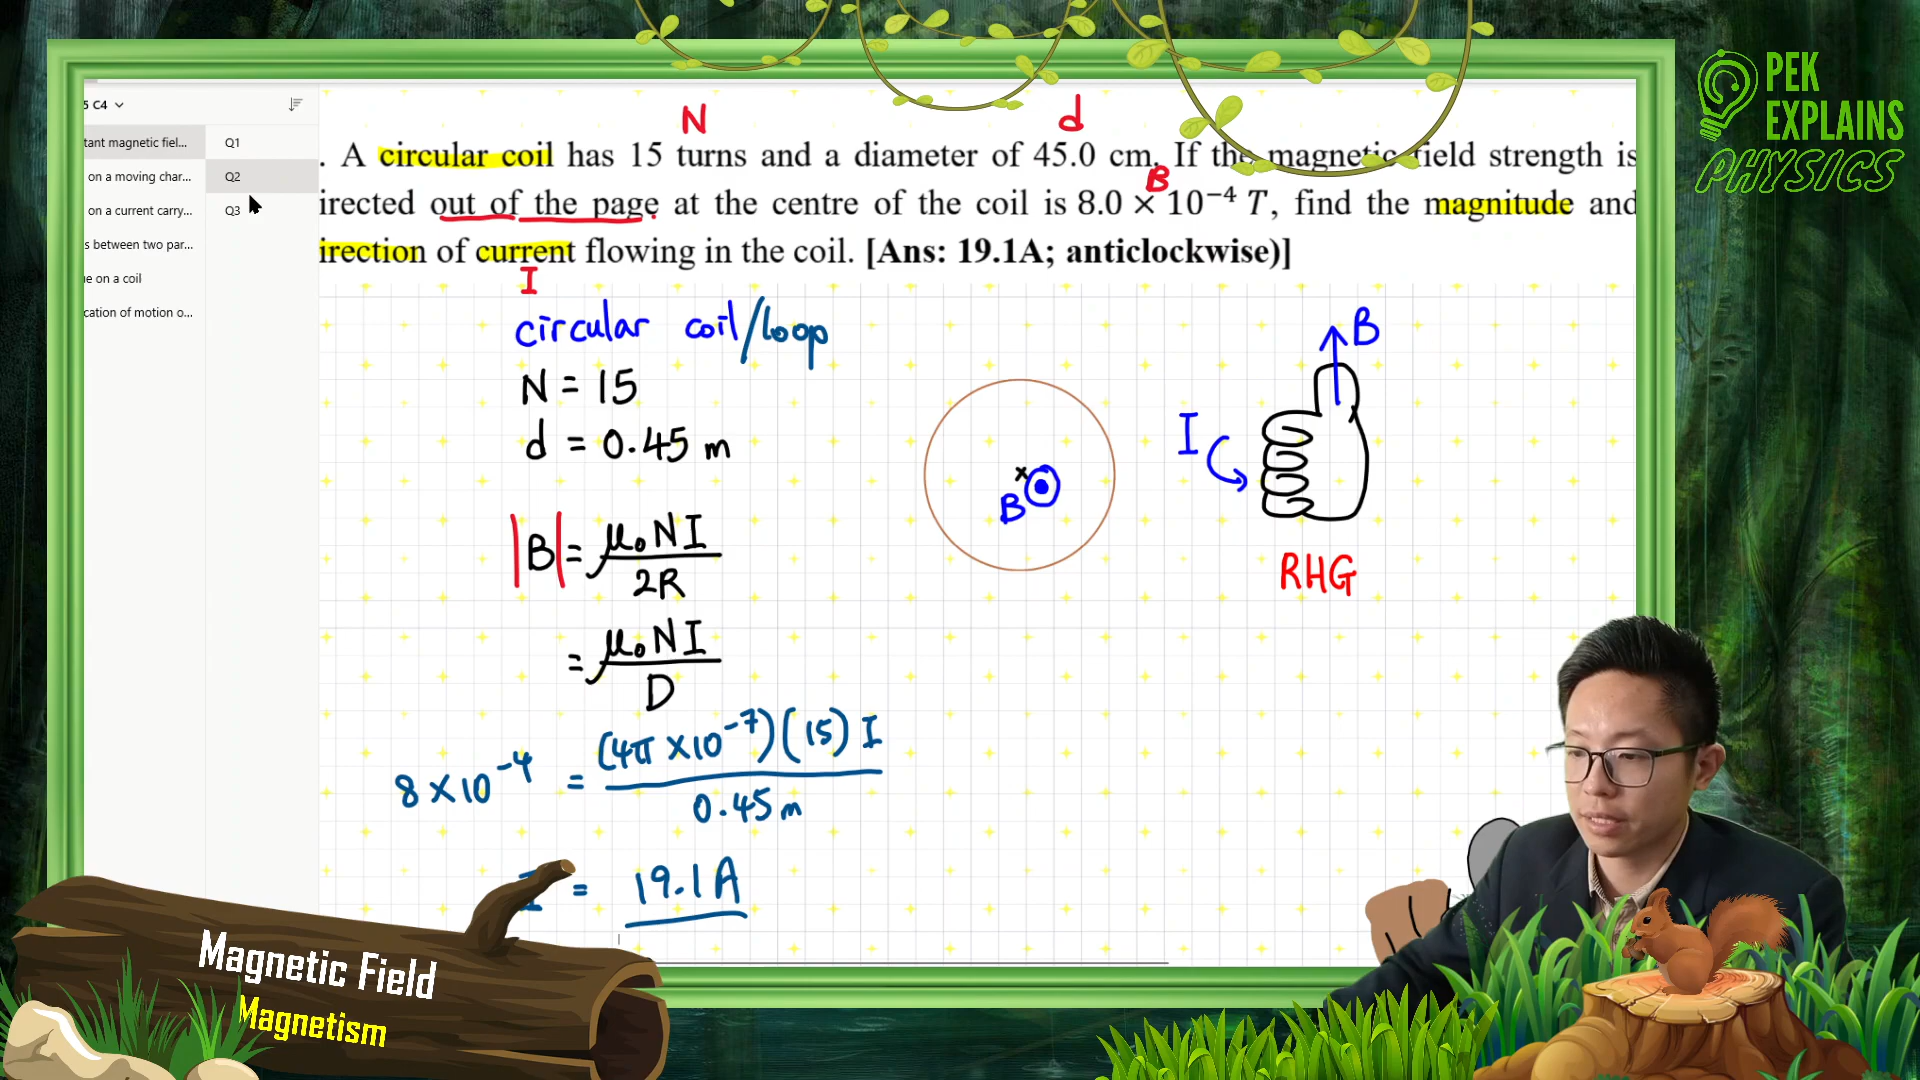 PEK
EXPLAINS
PHYSICS
5 C4
tant magnetic fiel...
on a moving char...
on a current carry...
s between two par...
ie on a coil
cation of motion o...
Q1
Q2
Q3
N
d
. A circular coil has 15 turns and a diameter of 45.0 cm. If the magnetic field strength is
B
irected out of the page at the centre of the coil is 8.0 × 10⁻⁴ T, find the magnitude and
irection of current flowing in the coil. [Ans: 19.1A; anticlockwise)]
I
circular coil/loop
N = 15
d = 0.45 m
|B| = μ₀NI / 2R
= μ₀NI / D
8 × 10⁻⁴ = (4π × 10⁻⁷)(15) I / 0.45 m
I = 19.1 A
x
B
B
I
RHG
Magnetic Field
Magnetism